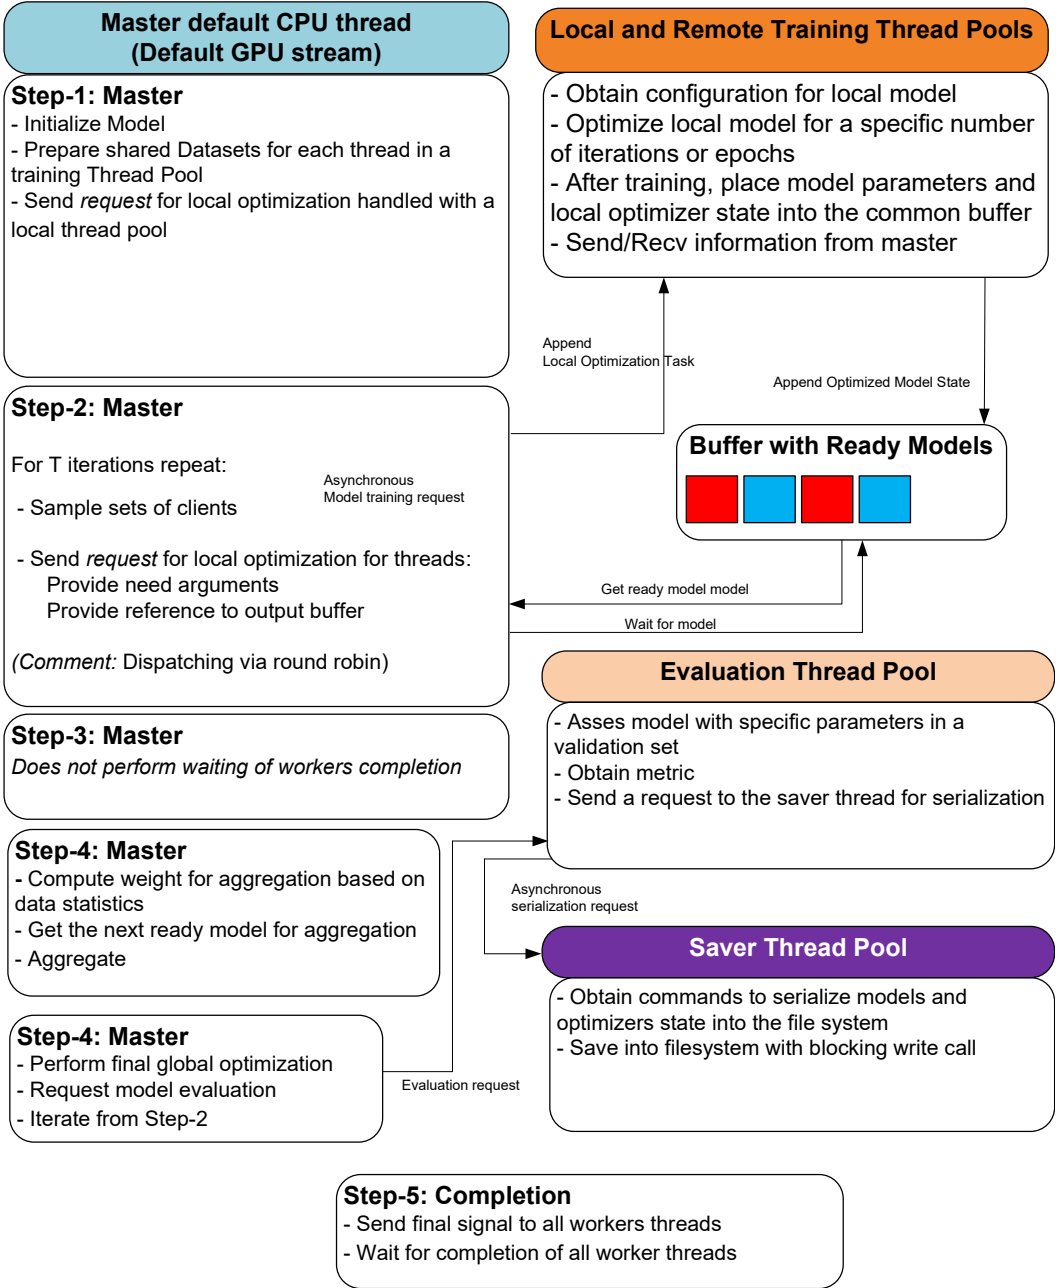 Master default CPU thread
(Default GPU stream)
Step-1: Master
- Initialize Model
- Prepare shared Datasets for each thread in a
training Thread Pool
- Send request for local optimization handled with a
local thread pool
Local and Remote Training Thread Pools
- Obtain configuration for local model
- Optimize local model for a specific number
of iterations or epochs
- After training, place model parameters and
local optimizer state into the common buffer
- Send/Recv information from master
Append
Local Optimization Task
Append Optimized Model State
Step-2: Master
For T iterations repeat:
Asynchronous
Model training request
- Sample sets of clients
- Send request for local optimization for threads:
Provide need arguments
Provide reference to output buffer
(Comment: Dispatching via round robin)
Buffer with Ready Models
Get ready model model
Wait for model
Step-3: Master
Does not perform waiting of workers completion
Evaluation Thread Pool
- Asses model with specific parameters in a
validation set
- Obtain metric
- Send a request to the saver thread for serialization
Step-4: Master
- Compute weight for aggregation based on
data statistics
- Get the next ready model for aggregation
- Aggregate
Asynchronous
serialization request
Saver Thread Pool
- Obtain commands to serialize models and
optimizers state into the file system
- Save into filesystem with blocking write call
Step-4: Master
- Perform final global optimization
- Request model evaluation
- Iterate from Step-2
Evaluation request
Step-5: Completion
- Send final signal to all workers threads
- Wait for completion of all worker threads